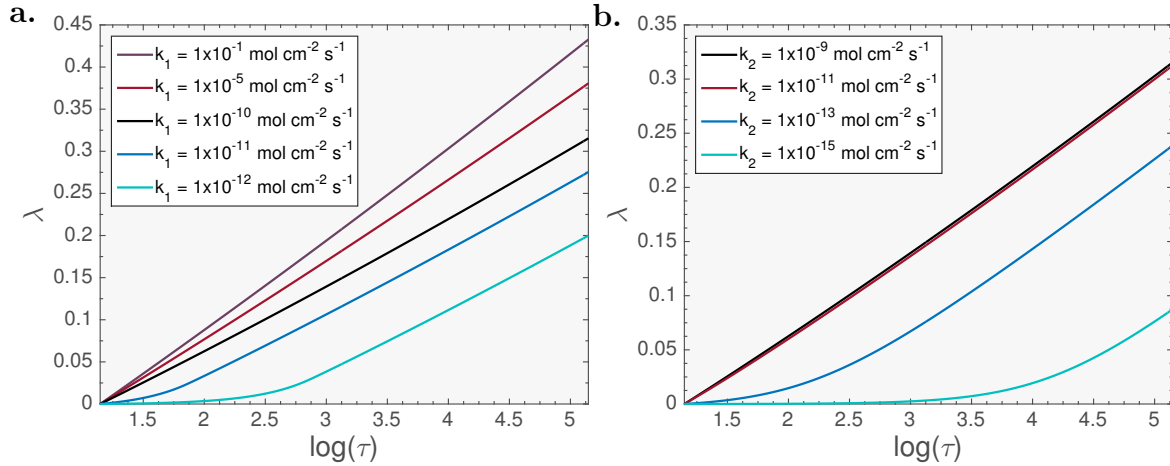 a.
0.45
0.4
0.35
0.3
0.25
0.2
0.15
0.1
0.05
0
λ
k1 = 1x10-1 mol cm-2 s-1
k1 = 1x10-5 mol cm-2 s-1
k1 = 1x10-10 mol cm-2 s-1
k1 = 1x10-11 mol cm-2 s-1
k1 = 1x10-12 mol cm-2 s-1
1.5 2 2.5 3 3.5 4 4.5 5
log(τ)
b.
0.35
0.3
0.25
0.2
0.15
0.1
0.05
0
λ
k2 = 1x10-9 mol cm-2 s-1
k2 = 1x10-11 mol cm-2 s-1
k2 = 1x10-13 mol cm-2 s-1
k2 = 1x10-15 mol cm-2 s-1
1.5 2 2.5 3 3.5 4 4.5 5
log(τ)